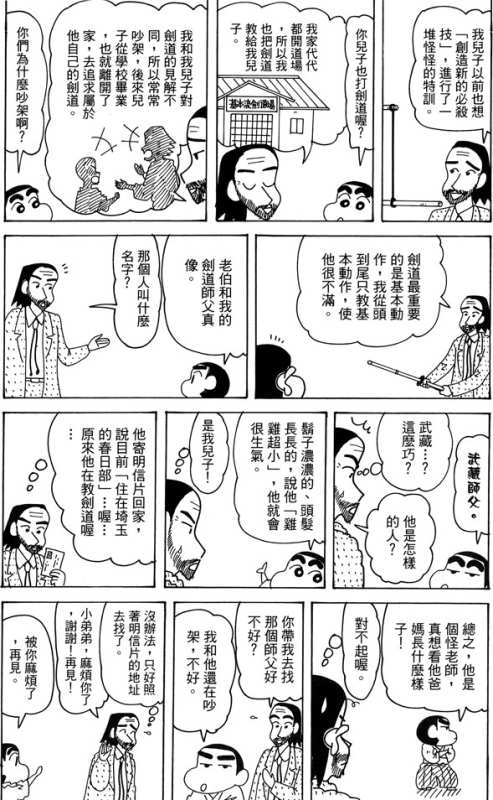 我兒子以前也想
「創造新的必殺
技」,進行了一
堆怪怪的特訓。
你兒子也打劍道喔?
我家代代
都開道場
,所以我
也把劍道
教給我兒
子。
基本流劍道場
我和我兒子對
劍道的見解不
同,所以常常
吵架,後來兒
子從學校畢業
,也就離開了
家,去追求屬於
他自己的劍道。
你們為什麼吵架啊?
劍道最重要
的是基本動
作,我從頭
到尾只教基
本動作,使
他很不滿。
老伯和我的
劍道師父真
像。
那個人叫什麼
名字?
武藏師父。
武藏…?
這麼巧?
他是怎樣
的人?
鬍子濃濃的、頭髮
長長的,說他「雞
雞超小」,他就會
很生氣。
是我兒子!
他寄明信片回家,
說目前「住在埼玉
的春日部」…喔…
原來他在教劍道喔
…
總之,他是
個怪老師,
真想看他爸
媽長什麼樣
子!
對不起喔。
你帶我去找
那個師父好
不好?
我和他還在吵
架,不好。
沒辦法,只好照
著明信片的地址
去找了。
小弟弟,麻煩你了
,謝謝!再見!
被你麻煩了
,再見。